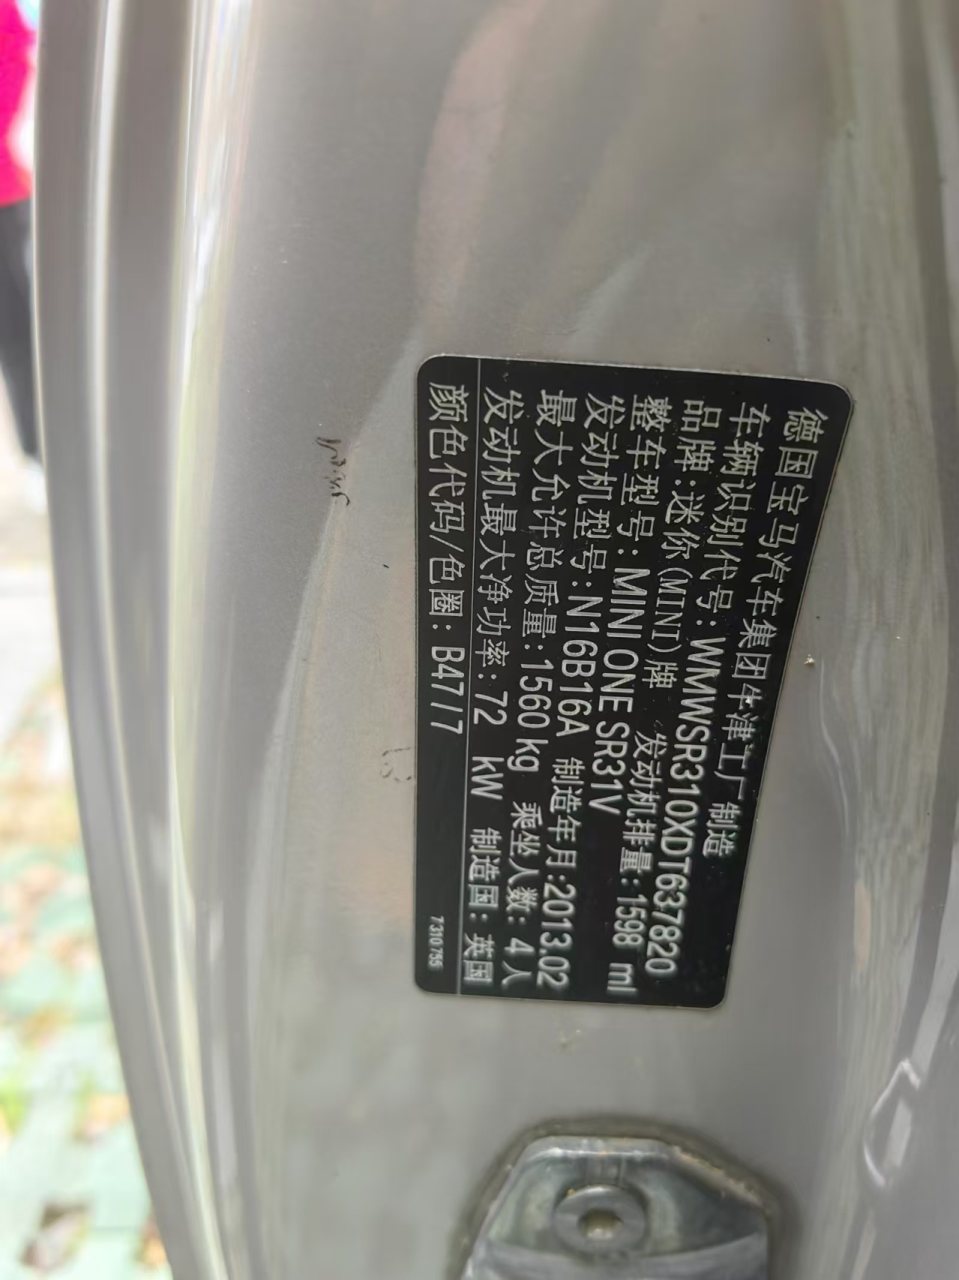 德国宝马汽车集团牛津工厂制造
车辆识别代号:WMWSR310XDT637820
品牌:迷你(MINI)牌 发动机排量:1598 ml
整车型号:MINI ONE SR31V
发动机型号:N16B16A 制造年月:2013.02
最大允许总质量:1560kg 乘坐人数:4人
发动机最大净功率:72 kW 制造国:英国
颜色代码/色圈:B47/7
7310755